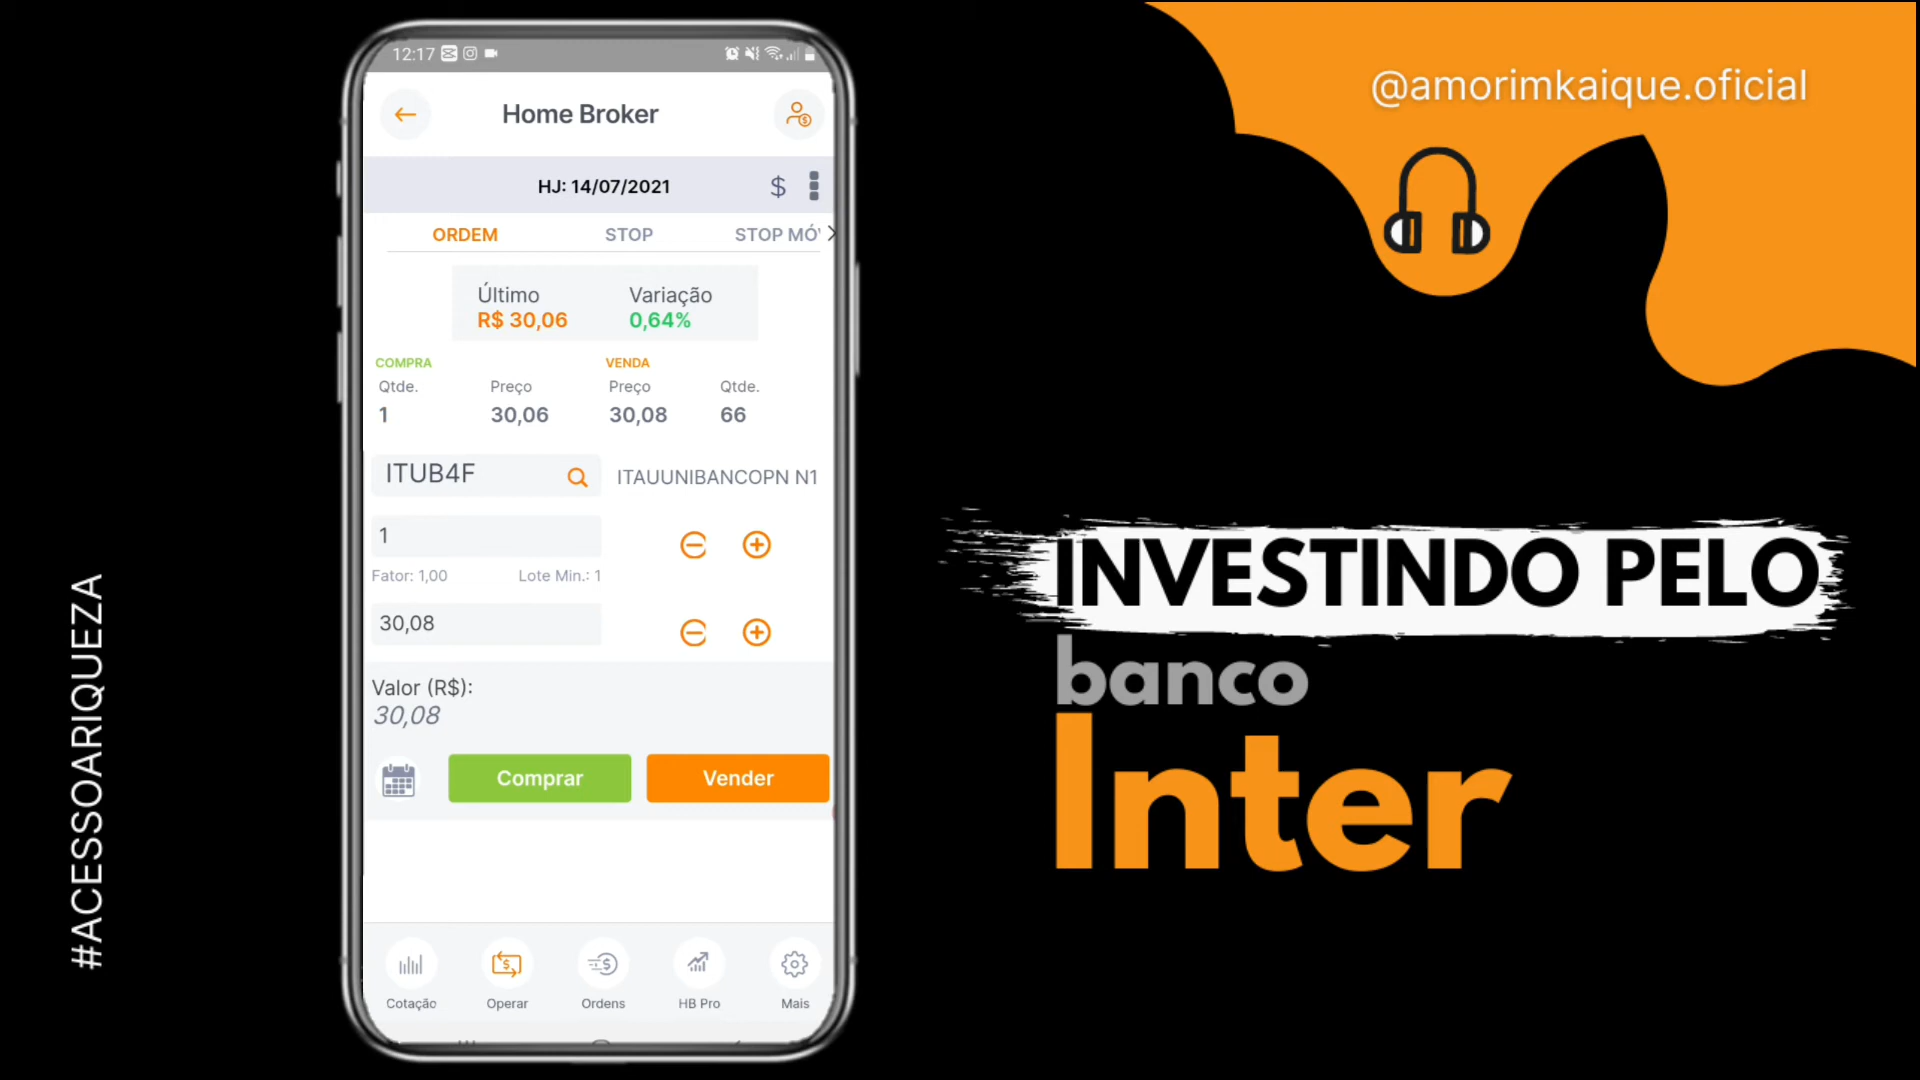 12:17
Home Broker
HJ: 14/07/2021
$
ORDEM STOP STOP MÓV
Último Variação
R$ 30,06 0,64%
COMPRA VENDA
Qtde. Preço Preço Qtde.
1 30,06 30,08 66
ITUB4F ITAUUNIBANCOPN N1
1
Fator: 1,00 Lote Min.: 1
30,08
Valor (R$):
30,08
Comprar Vender
Cotação Operar Ordens HB Pro Mais
#ACESSOARIQUEZA
@amorimkaique.oficial
INVESTINDO PELO
banco
Inter